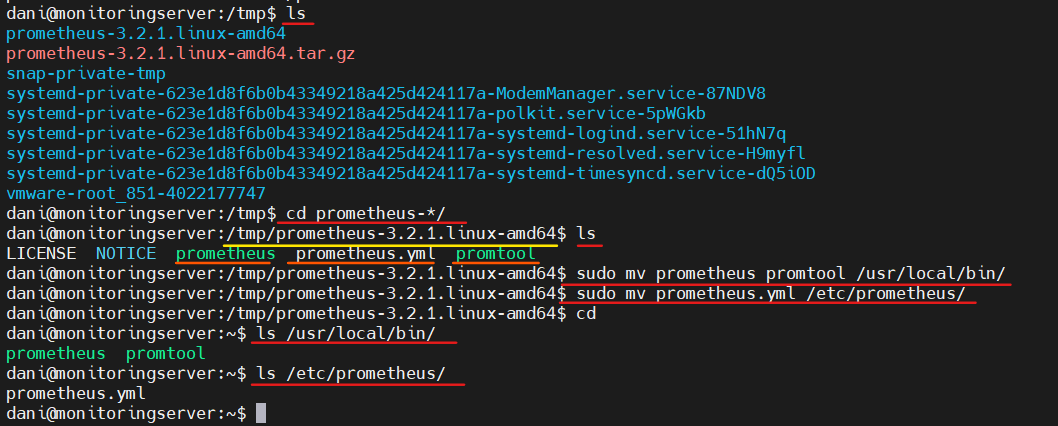 dani@monitoringserver:/tmp$ ls
prometheus-3.2.1.linux-amd64
prometheus-3.2.1.linux-amd64.tar.gz
snap-private-tmp
systemd-private-623e1d8f6b0b43349218a425d424117a-ModemManager.service-87NDV8
systemd-private-623e1d8f6b0b43349218a425d424117a-polkit.service-5pWGkb
systemd-private-623e1d8f6b0b43349218a425d424117a-systemd-logind.service-51hN7q
systemd-private-623e1d8f6b0b43349218a425d424117a-systemd-resolved.service-H9myfl
systemd-private-623e1d8f6b0b43349218a425d424117a-systemd-timesyncd.service-dQ5iOD
vmware-root_851-4022177747
dani@monitoringserver:/tmp$ cd prometheus-*/
dani@monitoringserver:/tmp/prometheus-3.2.1.linux-amd64$ ls
LICENSE  NOTICE  prometheus  prometheus.yml  promtool
dani@monitoringserver:/tmp/prometheus-3.2.1.linux-amd64$ sudo mv prometheus promtool /usr/local/bin/
dani@monitoringserver:/tmp/prometheus-3.2.1.linux-amd64$ sudo mv prometheus.yml /etc/prometheus/
dani@monitoringserver:/tmp/prometheus-3.2.1.linux-amd64$ cd
dani@monitoringserver:~$ ls /usr/local/bin/
prometheus  promtool
dani@monitoringserver:~$ ls /etc/prometheus/
prometheus.yml
dani@monitoringserver:~$